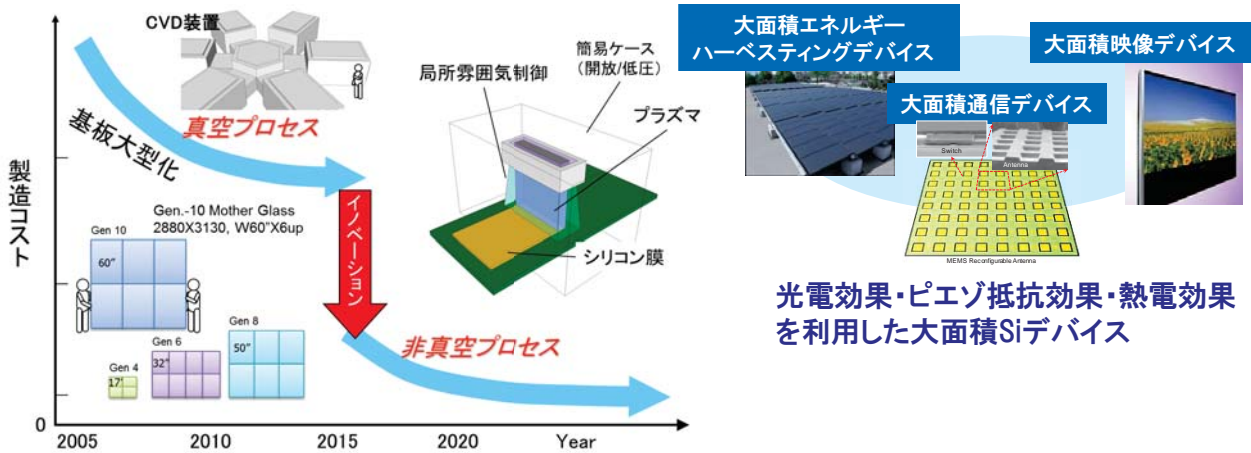 CVD装置
基板大型化
真空プロセス
製造コスト
Gen.-10 Mother Glass
2880X3130, W60"X6up
Gen 10
60"
Gen 8
50"
Gen 6
32"
Gen 4
17"
イノベーション
非真空プロセス
0
2005
2010
2015
2020
Year
簡易ケース
（開放/低圧）
局所雰囲気制御
プラズマ
シリコン膜
大面積エネルギー
ハーベスティングデバイス
大面積映像デバイス
大面積通信デバイス
Switch
Antenna
MEMS Reconfigurable Antenna
光電効果・ピエゾ抵抗効果・熱電効果
を利用した大面積Siデバイス